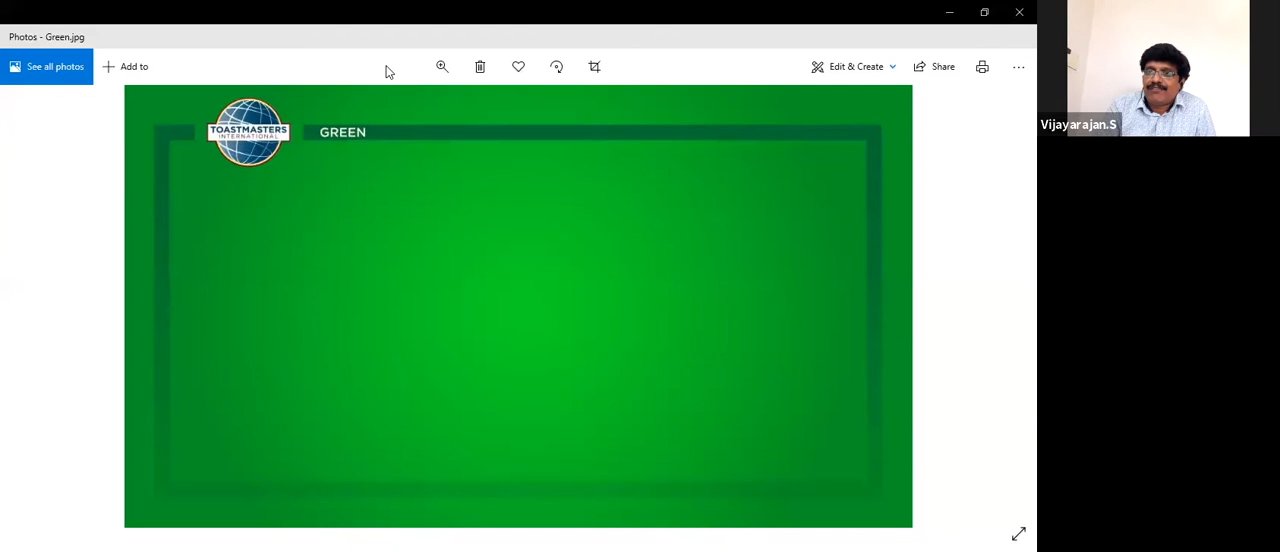 Photos - Green.jpg
See all photos
Add to
Edit & Create
Share
TOASTMASTERS
INTERNATIONAL
GREEN
Vijayarajan.S